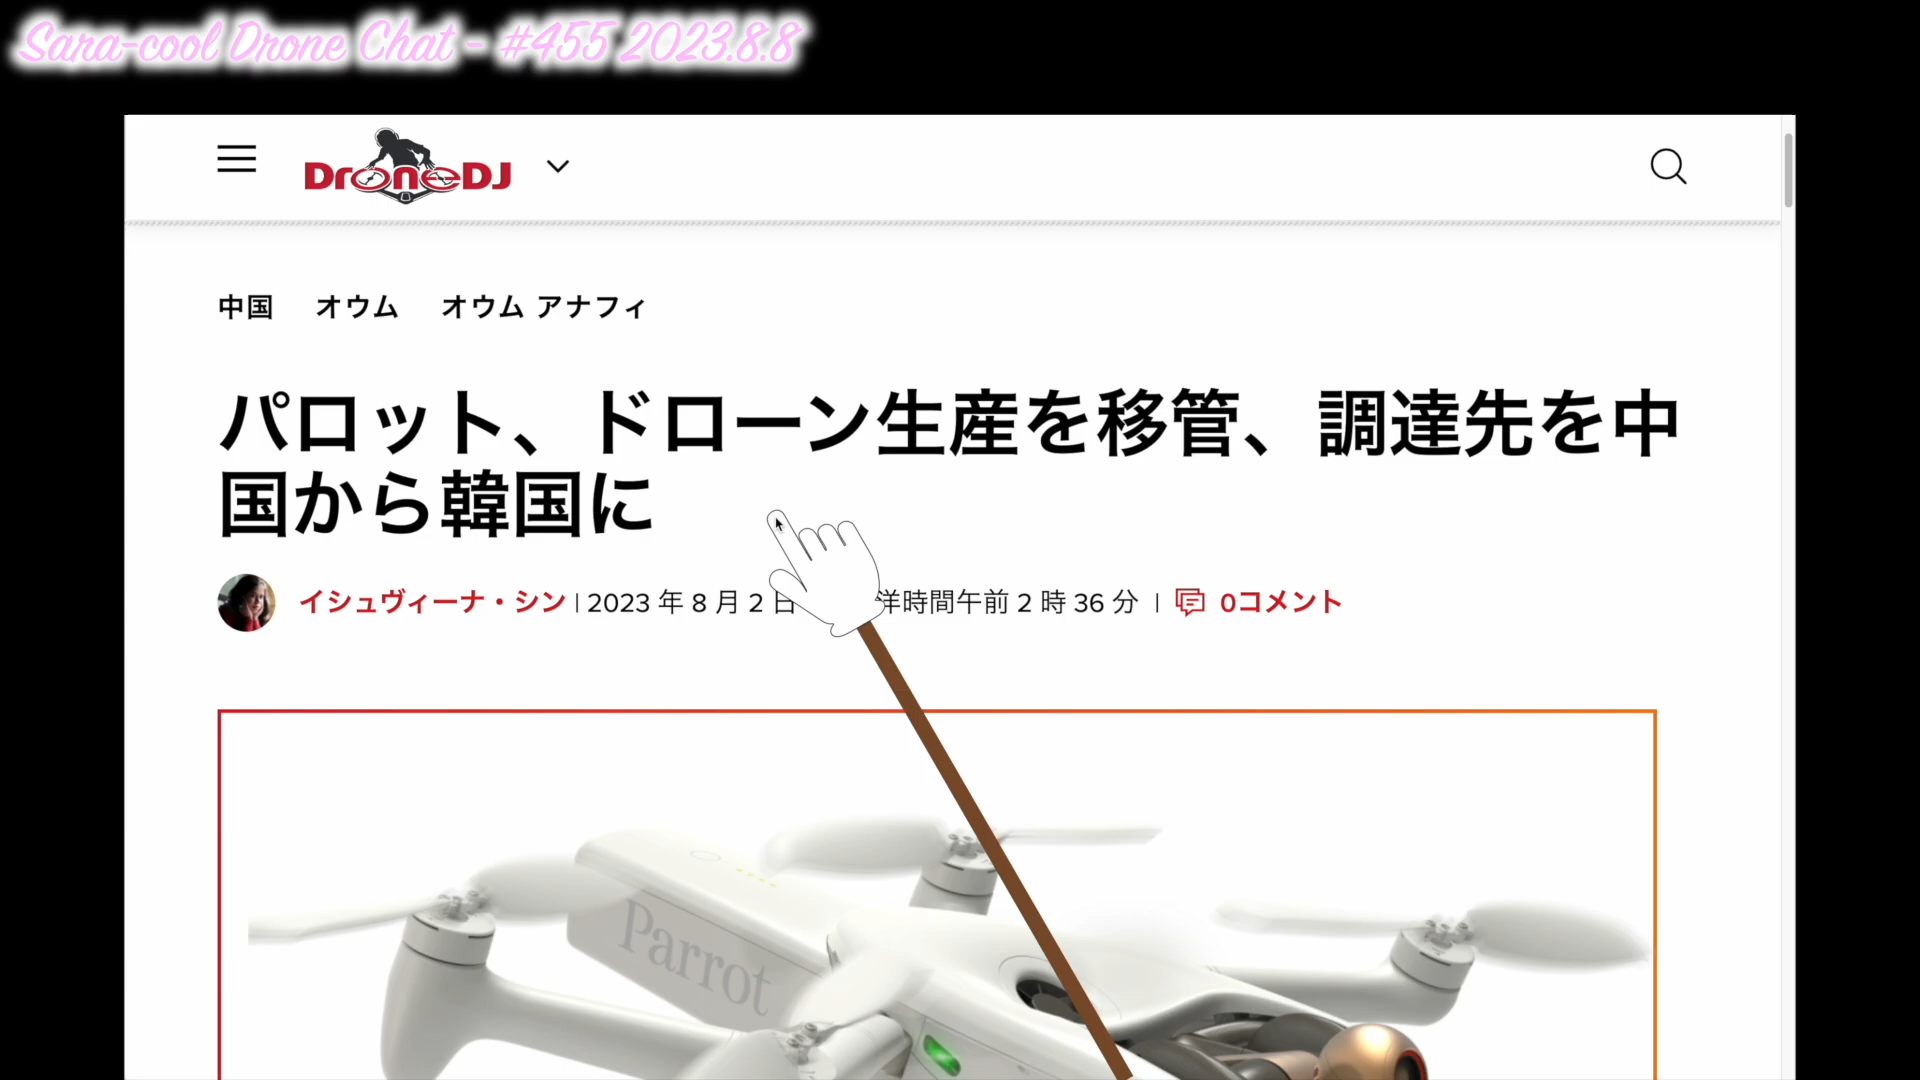 Sara-cool Drone Chat - #455 2023.8.8
DroneDJ
中国 オウム オウム アナフィ
パロット、ドローン生産を移管、調達先を中
国から韓国に
イシュヴィーナ・シン | 2023 年 8 月 2 日 洋時間午前 2 時 36 分 | 0コメント
Parrot